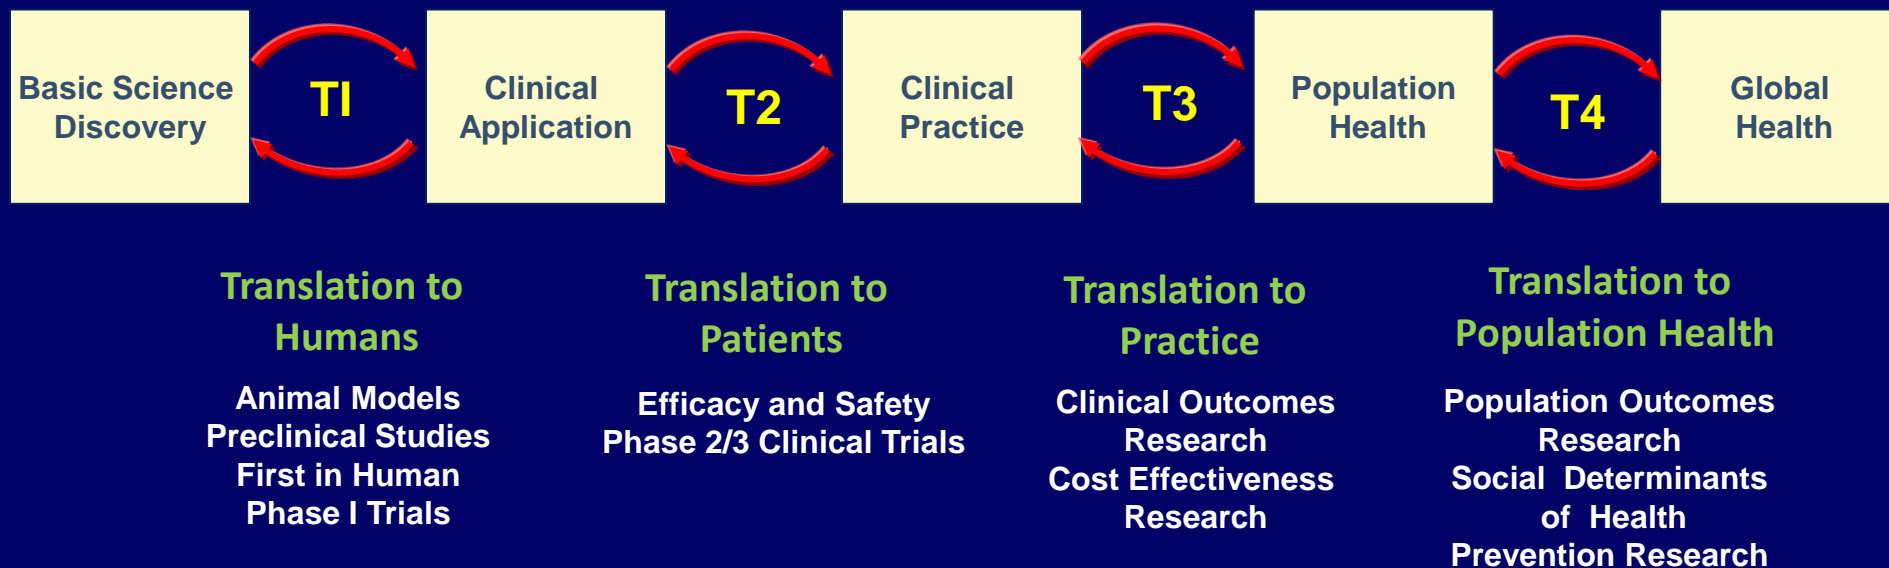 Basic Science
Discovery
TI
Clinical
Application
T2
Clinical
Practice
T3
Population
Health
T4
Global
Health
Translation to
Humans
Animal Models
Preclinical Studies
First in Human
Phase I Trials
Translation to
Patients
Efficacy and Safety
Phase 2/3 Clinical Trials
Translation to
Practice
Clinical Outcomes
Research
Cost Effectiveness
Research
Translation to
Population Health
Population Outcomes
Research
Social Determinants
of Health
Prevention Research